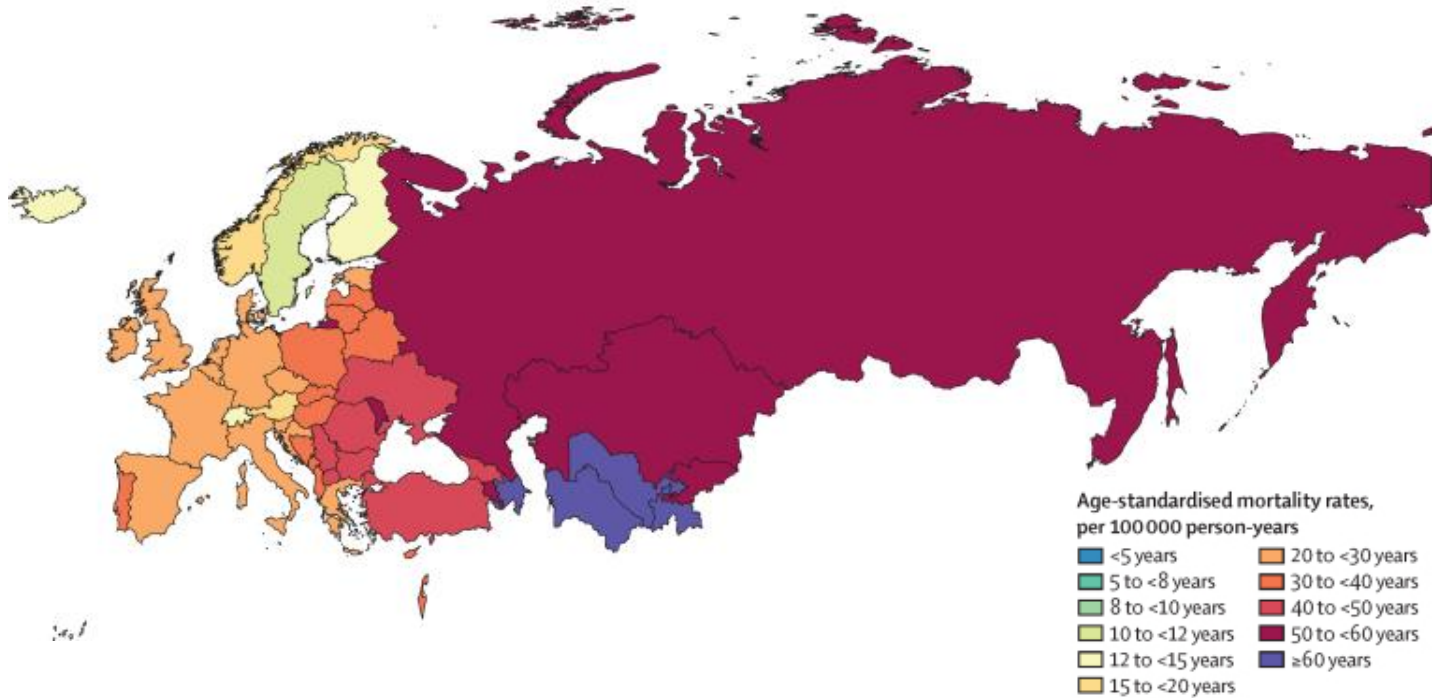 Age-standardised mortality rates,
per 100 000 person-years
<5 years
5 to <8 years
8 to <10 years
10 to <12 years
12 to <15 years
15 to <20 years
20 to <30 years
30 to <40 years
40 to <50 years
50 to <60 years
≥60 years